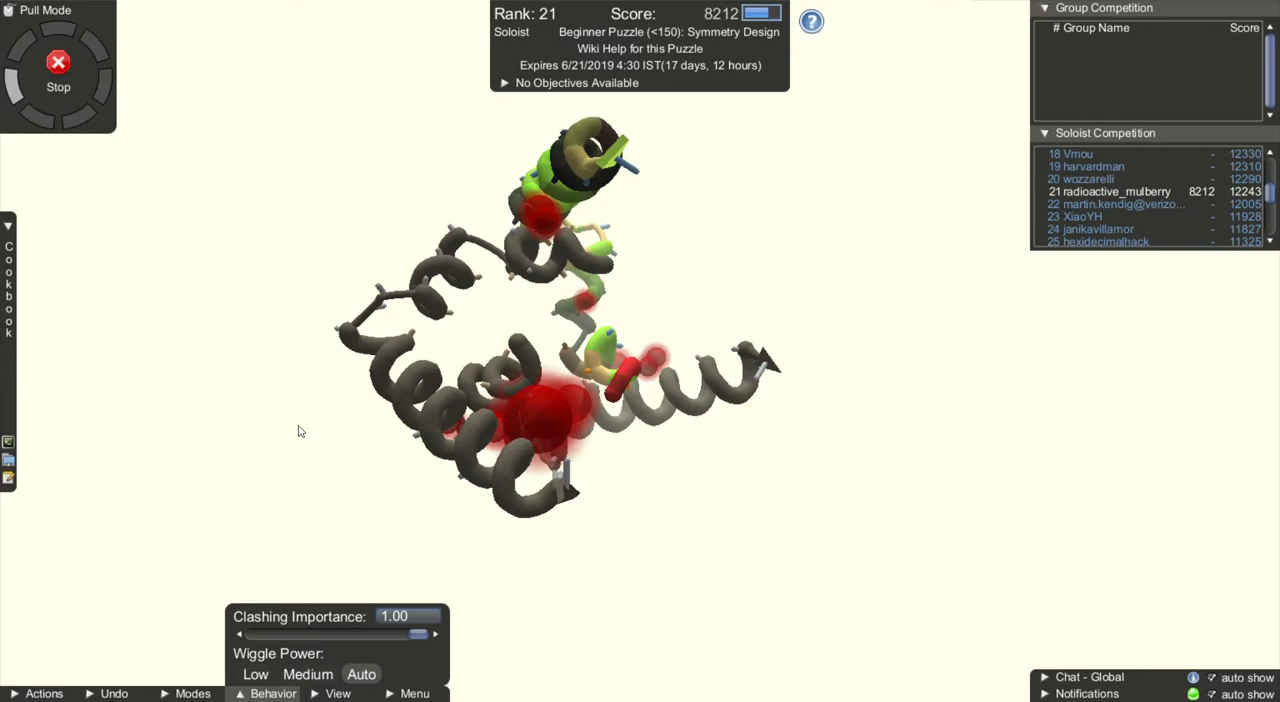 Pull Mode
Stop
Rank: 21 Score: 8212
Soloist Beginner Puzzle (<150): Symmetry Design
Wiki Help for this Puzzle
Expires 6/21/2019 4:30 IST(17 days, 12 hours)
No Objectives Available
?
Group Competition
# Group Name Score
Soloist Competition
18 Vmou - 12330
19 harvardman - 12310
20 wozzarelli - 12290
21 radioactive_mulberry 8212 12243
22 martin.kendig@verizo... - 12005
23 XiaoYH - 11928
24 janikavillamor - 11827
25 hexidecimalhack - 11325
Cookbook
Clashing Importance: 1.00
Wiggle Power:
Low Medium Auto
Actions Undo Modes Behavior View Menu
Chat - Global auto show
Notifications auto show